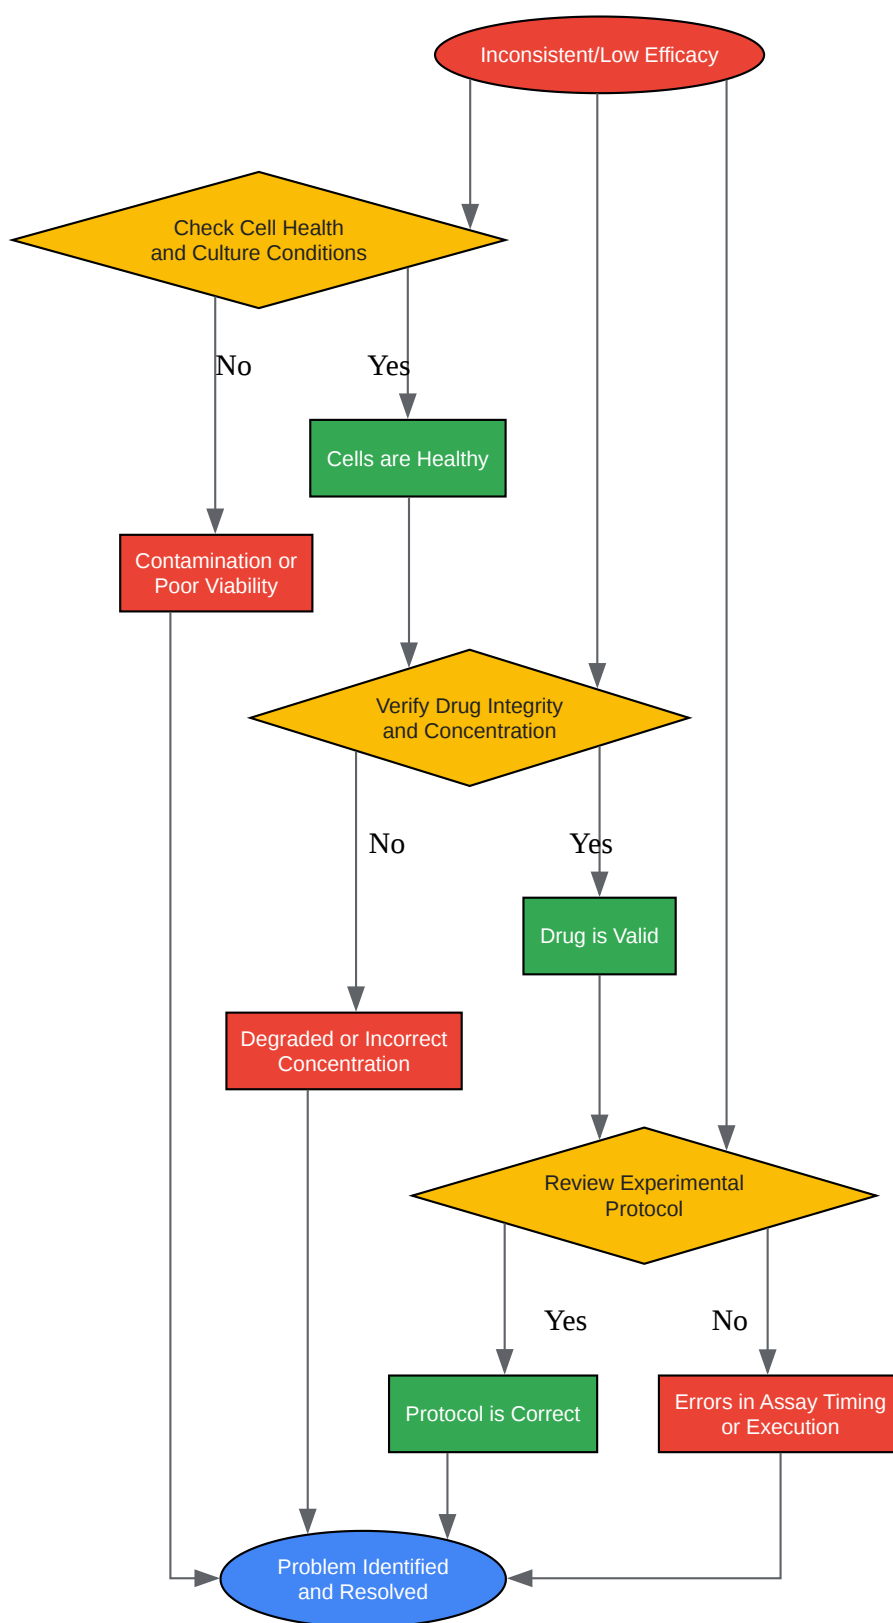 Inconsistent/Low Efficacy
Check Cell Health
and Culture Conditions
No
Yes
Cells are Healthy
Contamination or
Poor Viability
Verify Drug Integrity
and Concentration
No
Yes
Drug is Valid
Degraded or Incorrect
Concentration
Review Experimental
Protocol
Yes
No
Protocol is Correct
Errors in Assay Timing
or Execution
Problem Identified
and Resolved